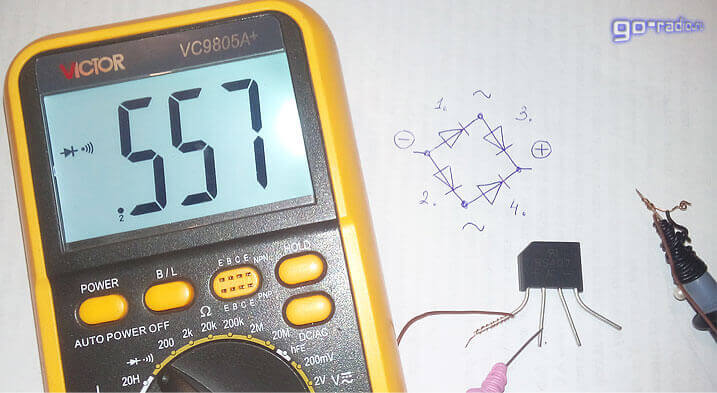 go-radio.ru
VICTOR VC9805A+
.557
2
1. ~ 3.
− +
2. 4.
~
POWER B/L E B C E NPN HOLD
E B C E PNP
AUTO POWER OFF Ω DC/AC
200 2k 20k 200k 2M 20M hFE
200mV
20H 2V V